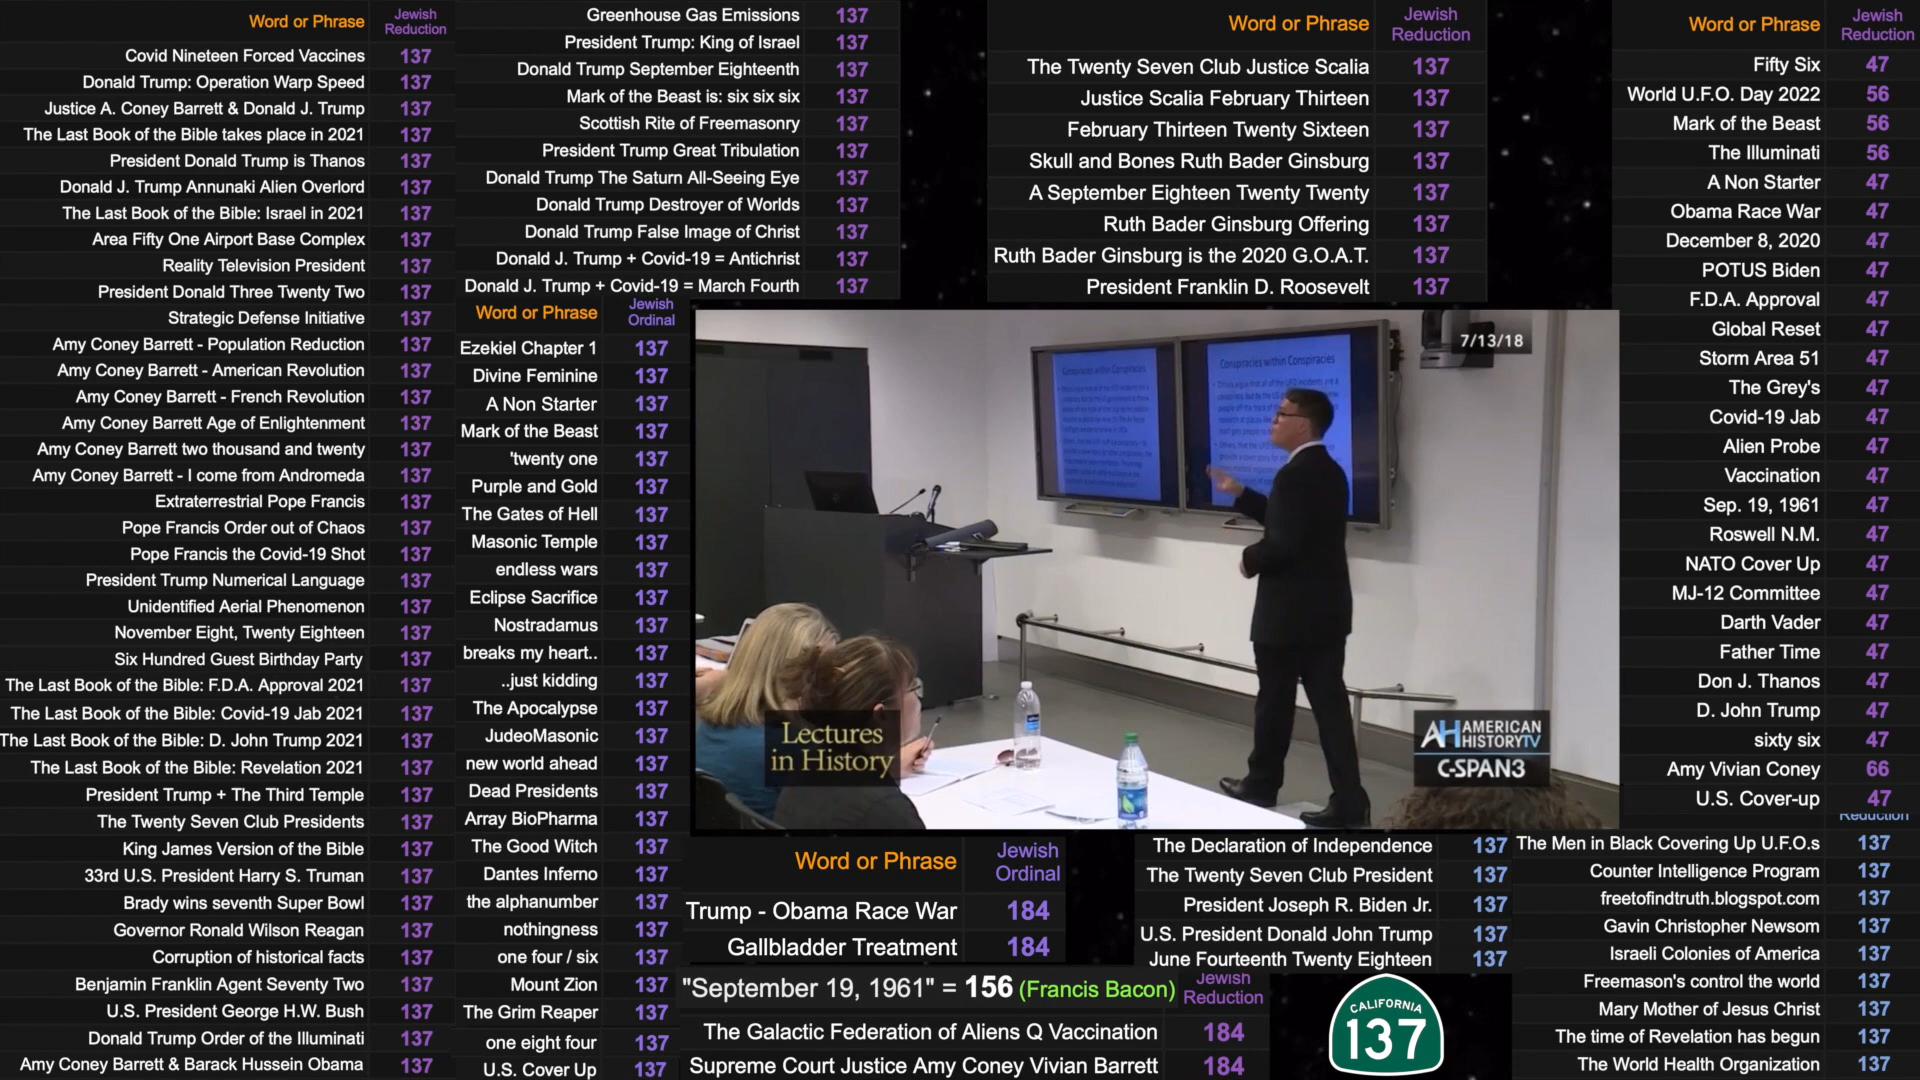 Word or Phrase Jewish Reduction
Covid Nineteen Forced Vaccines 137
Donald Trump: Operation Warp Speed 137
Justice A. Coney Barrett & Donald J. Trump 137
The Last Book of the Bible takes place in 2021 137
President Donald Trump is Thanos 137
Donald J. Trump Annunaki Alien Overlord 137
The Last Book of the Bible: Israel in 2021 137
Area Fifty One Airport Base Complex 137
Reality Television President 137
President Donald Three Twenty Two 137
Strategic Defense Initiative 137
Amy Coney Barrett - Population Reduction 137
Amy Coney Barrett - American Revolution 137
Amy Coney Barrett - French Revolution 137
Amy Coney Barrett Age of Enlightenment 137
Amy Coney Barrett two thousand and twenty 137
Amy Coney Barrett - I come from Andromeda 137
Extraterrestrial Pope Francis 137
Pope Francis Order out of Chaos 137
Pope Francis the Covid-19 Shot 137
President Trump Numerical Language 137
Unidentified Aerial Phenomenon 137
November Eight, Twenty Eighteen 137
Six Hundred Guest Birthday Party 137
The Last Book of the Bible: F.D.A. Approval 2021 137
The Last Book of the Bible: Covid-19 Jab 2021 137
The Last Book of the Bible: D. John Trump 2021 137
The Last Book of the Bible: Revelation 2021 137
President Trump + The Third Temple 137
The Twenty Seven Club Presidents 137
King James Version of the Bible 137
33rd U.S. President Harry S. Truman 137
Brady wins seventh Super Bowl 137
Governor Ronald Wilson Reagan 137
Corruption of historical facts 137
Benjamin Franklin Agent Seventy Two 137
U.S. President George H.W. Bush 137
Donald Trump Order of the Illuminati 137
Amy Coney Barrett & Barack Hussein Obama 137
Greenhouse Gas Emissions 137
President Trump: King of Israel 137
Donald Trump September Eighteenth 137
Mark of the Beast is: six six six 137
Scottish Rite of Freemasonry 137
President Trump Great Tribulation 137
Donald Trump The Saturn All-Seeing Eye 137
Donald Trump Destroyer of Worlds 137
Donald Trump False Image of Christ 137
Donald J. Trump + Covid-19 = Antichrist 137
Donald J. Trump + Covid-19 = March Fourth 137
Word or Phrase Jewish Ordinal
Ezekiel Chapter 1 137
Divine Feminine 137
A Non Starter 137
Mark of the Beast 137
'twenty one 137
Purple and Gold 137
The Gates of Hell 137
Masonic Temple 137
endless wars 137
Eclipse Sacrifice 137
Nostradamus 137
breaks my heart.. 137
..just kidding 137
The Apocalypse 137
JudeoMasonic 137
new world ahead 137
Dead Presidents 137
Array BioPharma 137
The Good Witch 137
Dantes Inferno 137
the alphanumber 137
nothingness 137
one four / six 137
Mount Zion 137
The Grim Reaper 137
one eight four 137
U.S. Cover Up 137
Word or Phrase Jewish Reduction
The Twenty Seven Club Justice Scalia 137
Justice Scalia February Thirteen 137
February Thirteen Twenty Sixteen 137
Skull and Bones Ruth Bader Ginsburg 137
A September Eighteen Twenty Twenty 137
Ruth Bader Ginsburg Offering 137
Ruth Bader Ginsburg is the 2020 G.O.A.T. 137
President Franklin D. Roosevelt 137
7/13/18
Conspiracies within Conspiracies
Conspiracies within Conspiracies
Lectures
in History
AH AMERICAN HISTORYTV
C-SPAN3
Word or Phrase Jewish Ordinal
Trump - Obama Race War 184
Gallbladder Treatment 184
"September 19, 1961" = 156 (Francis Bacon) Jewish Reduction
The Galactic Federation of Aliens Q Vaccination 184
Supreme Court Justice Amy Coney Vivian Barrett 184
The Declaration of Independence 137
The Twenty Seven Club President 137
President Joseph R. Biden Jr. 137
U.S. President Donald John Trump 137
June Fourteenth Twenty Eighteen 137
CALIFORNIA
137
Word or Phrase Jewish Reduction
Fifty Six 47
World U.F.O. Day 2022 56
Mark of the Beast 56
The Illuminati 56
A Non Starter 47
Obama Race War 47
December 8, 2020 47
POTUS Biden 47
F.D.A. Approval 47
Global Reset 47
Storm Area 51 47
The Grey's 47
Covid-19 Jab 47
Alien Probe 47
Vaccination 47
Sep. 19, 1961 47
Roswell N.M. 47
NATO Cover Up 47
MJ-12 Committee 47
Darth Vader 47
Father Time 47
Don J. Thanos 47
D. John Trump 47
sixty six 47
Amy Vivian Coney 66
U.S. Cover-up 47
Reduction
The Men in Black Covering Up U.F.O.s 137
Counter Intelligence Program 137
freetofindtruth.blogspot.com 137
Gavin Christopher Newsom 137
Israeli Colonies of America 137
Freemason's control the world 137
Mary Mother of Jesus Christ 137
The time of Revelation has begun 137
The World Health Organization 137